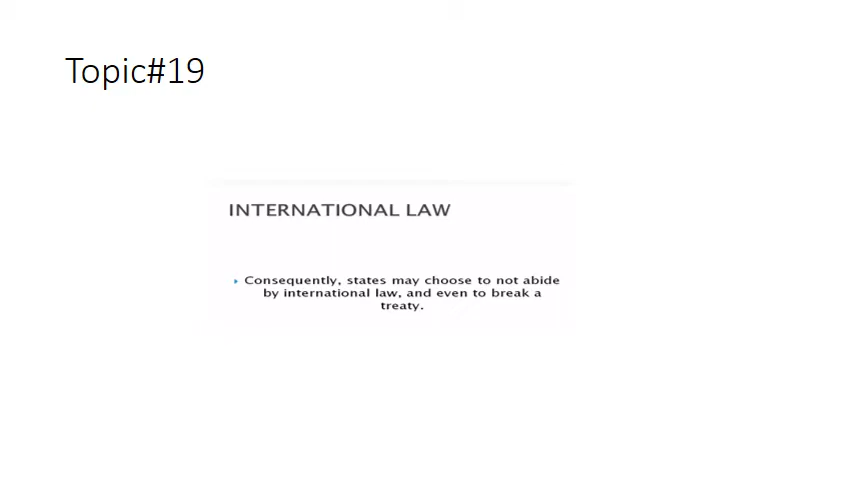 Topic#19
INTERNATIONAL LAW
Consequently, states may choose to not abide
by international law, and even to break a
treaty.